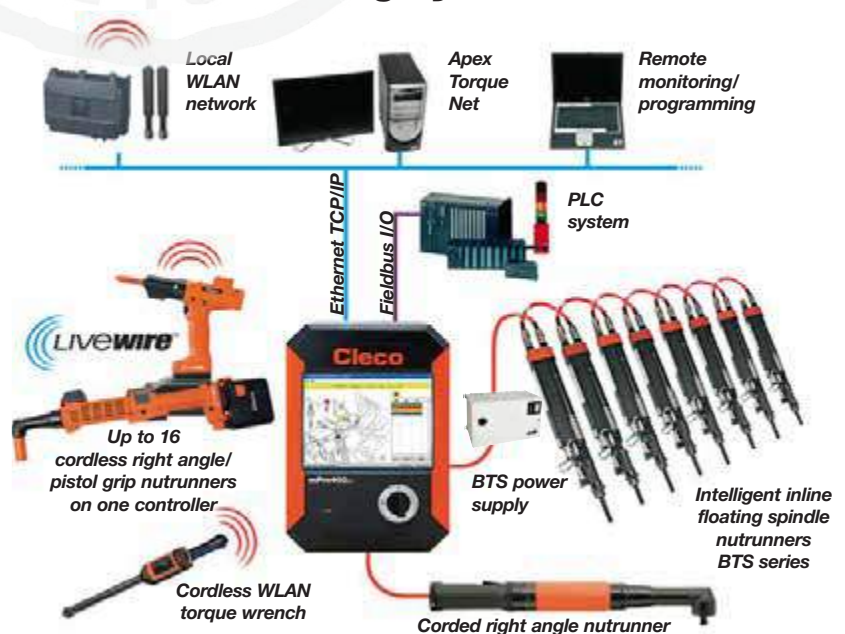 Local
WLAN
network
Apex
Torque
Net
Remote
monitoring/
programming
Ethernet TCP/IP
Fieldbus I/O
PLC
system
LIVEWIRE
Cleco
Up to 16
cordless right angle/
pistol grip nutrunners
on one controller
BTS power
supply
Intelligent inline
floating spindle
nutrunners
BTS series
Cordless WLAN
torque wrench
Corded right angle nutrunner